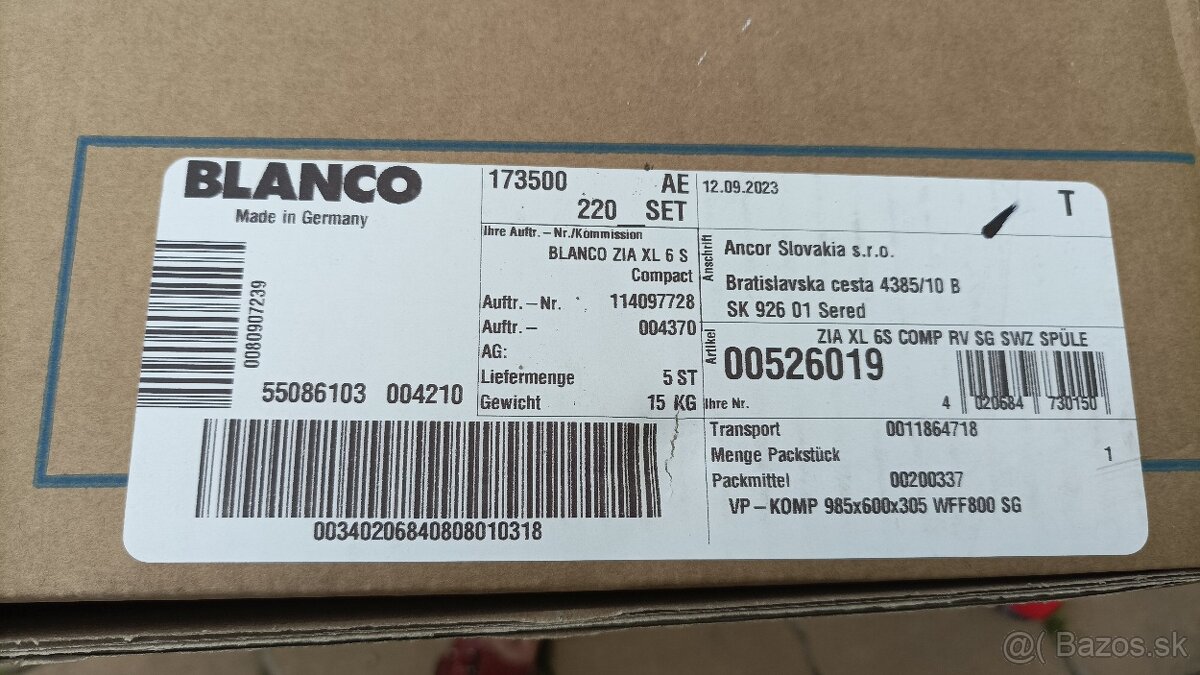 BLANCO
Made in Germany
0080907239
55086103 004210
00340206840808010318
173500 AE
220 SET
12.09.2023
T
Ihre Auftr. – Nr./Kommission
BLANCO ZIA XL 6 S
Compact
Auftr. – Nr. 114097728
Auftr. – 004370
AG:
Liefermenge 5 ST
Gewicht 15 KG
Anschrift
Ancor Slovakia s.r.o.
Bratislavska cesta 4385/10 B
SK 926 01 Sered
Artikel
ZIA XL 6S COMP RV SG SWZ SPÜLE
00526019
Ihre Nr.
4 020684 730150
Transport 0011864718
Menge Packstück 1
Packmittel 00200337
VP – KOMP 985x600x305 WFF800 SG
@( Bazos.sk